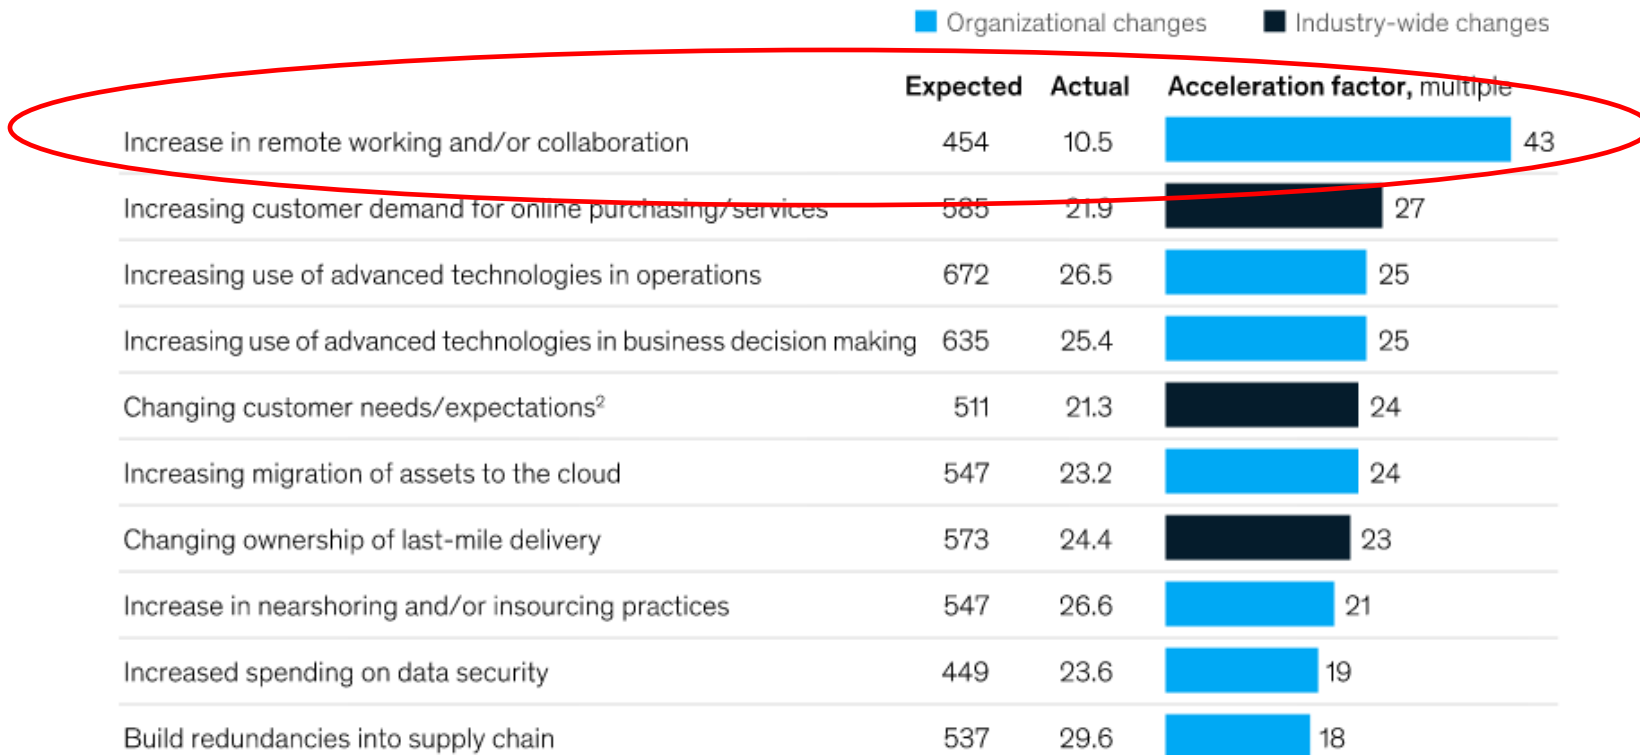 Organizational changes Industry-wide changes
Expected Actual Acceleration factor, multiple
Increase in remote working and/or collaboration 454 10.5 43
Increasing customer demand for online purchasing/services 585 21.9 27
Increasing use of advanced technologies in operations 672 26.5 25
Increasing use of advanced technologies in business decision making 635 25.4 25
Changing customer needs/expectations² 511 21.3 24
Increasing migration of assets to the cloud 547 23.2 24
Changing ownership of last-mile delivery 573 24.4 23
Increase in nearshoring and/or insourcing practices 547 26.6 21
Increased spending on data security 449 23.6 19
Build redundancies into supply chain 537 29.6 18